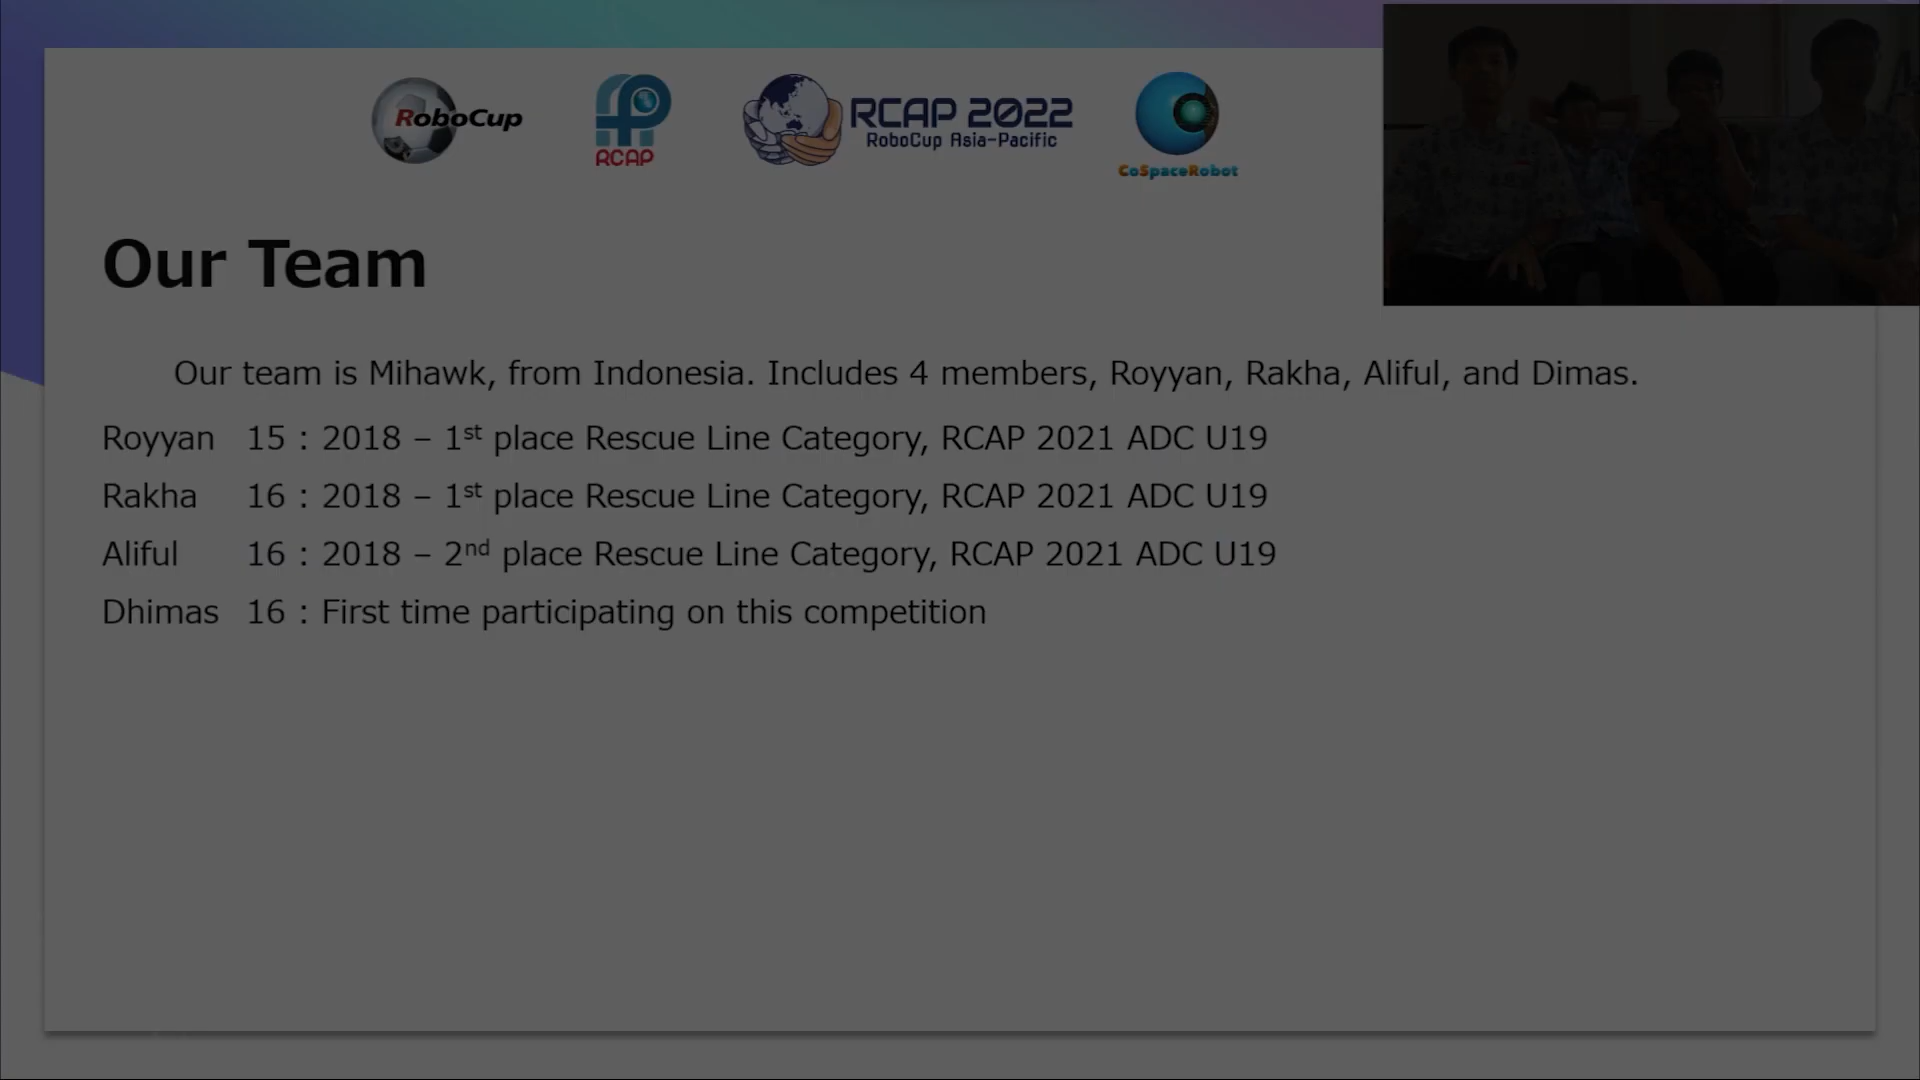 RoboCup
RCAP
RCAP 2022
RoboCup Asia-Pacific
CoSpaceRobot
Our Team
Our team is Mihawk, from Indonesia. Includes 4 members, Royyan, Rakha, Aliful, and Dimas.
Royyan 15 : 2018 – 1st place Rescue Line Category, RCAP 2021 ADC U19
Rakha 16 : 2018 – 1st place Rescue Line Category, RCAP 2021 ADC U19
Aliful 16 : 2018 – 2nd place Rescue Line Category, RCAP 2021 ADC U19
Dhimas 16 : First time participating on this competition